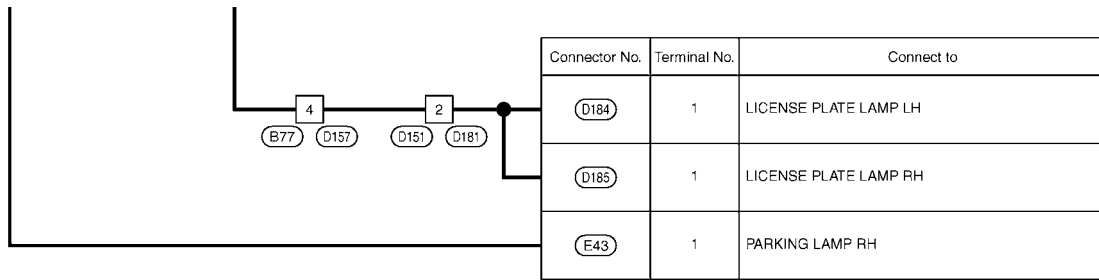 Connector No. Terminal No. Connect to
4 2 D184 1 LICENSE PLATE LAMP LH
B77 D157 D151 D181
D185 1 LICENSE PLATE LAMP RH
E43 1 PARKING LAMP RH